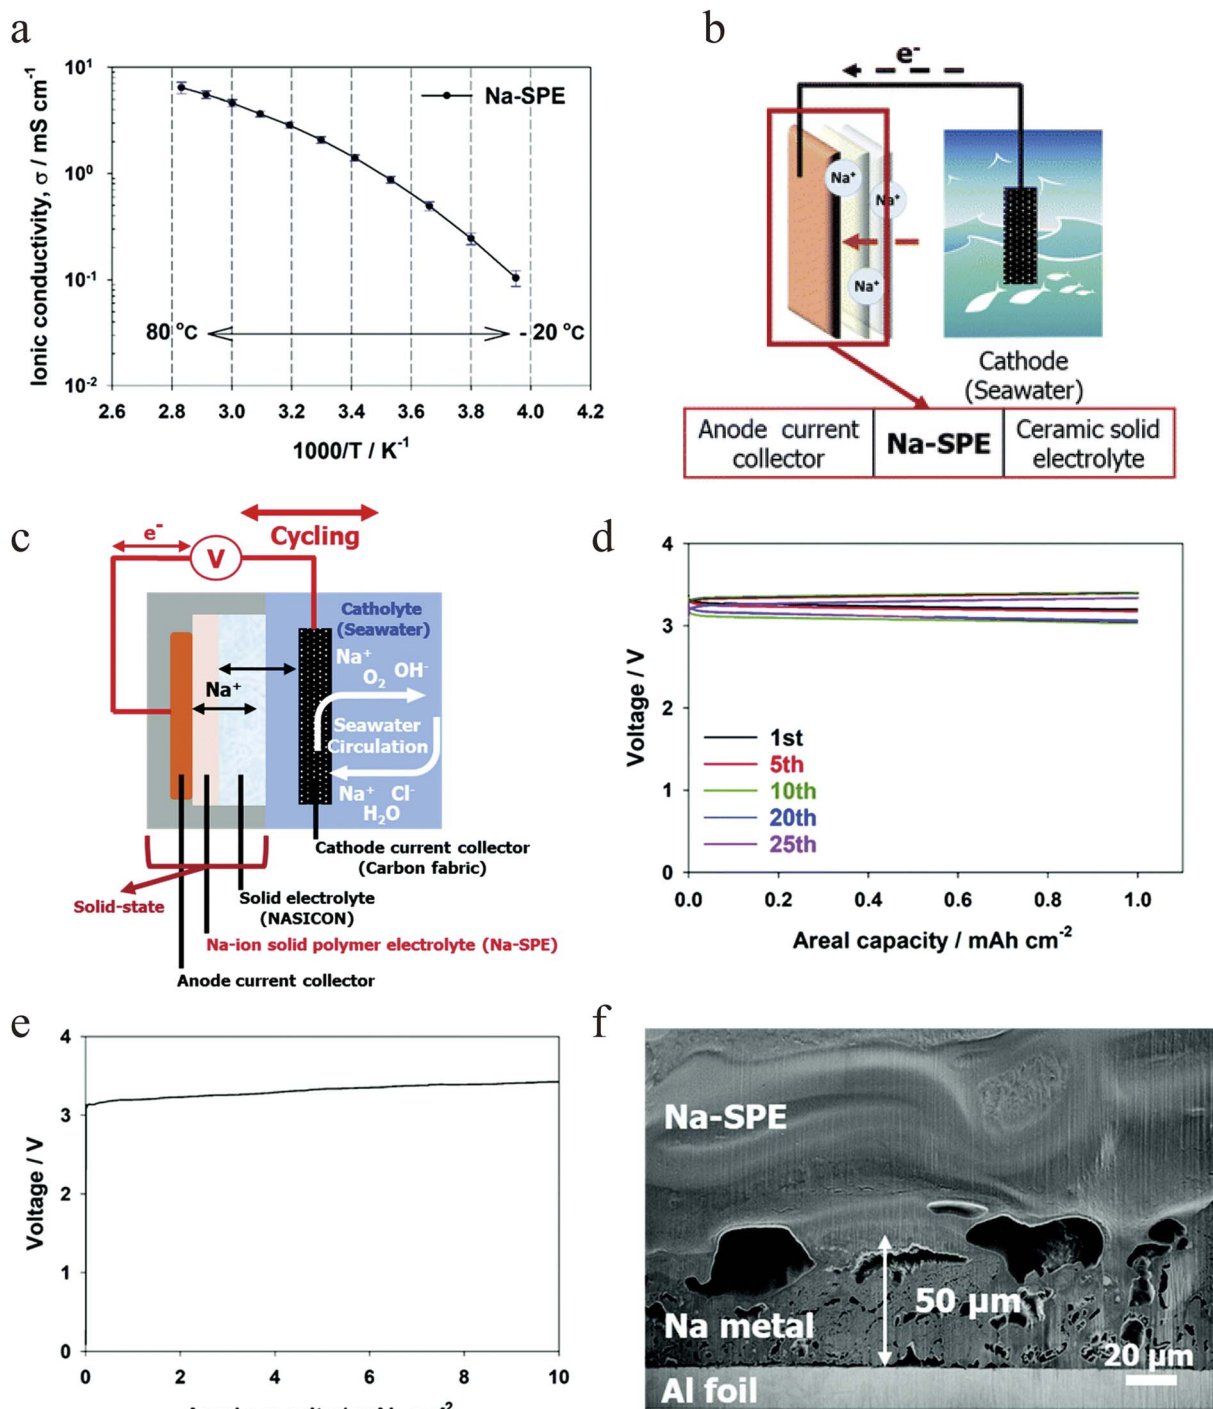 a
Ionic conductivity, σ / mS cm⁻¹
10¹
10⁰
10⁻¹
10⁻²
Na-SPE
80 °C
- 20 °C
2.6 3.0 3.4 3.8 4.0 4.2
1000/T / K⁻¹
b
e⁻
Na⁺
Na⁺
Na⁺
Cathode
(Seawater)
Anode current
collector
Na-SPE
Ceramic solid
electrolyte
c
e⁻
V
Cycling
Catholyte
(Seawater)
Na⁺
O₂ OH⁻
Na⁺
Seawater
Circulation
Na⁺ Cl⁻
H₂O
Cathode current collector
(Carbon fabric)
Solid electrolyte
(NASICON)
Solid-state
Na-ion solid polymer electrolyte (Na-SPE)
Anode current collector
d
Voltage / V
4
3
2
1
0
1st
5th
10th
20th
25th
0.0 0.2 0.4 0.6 0.8 1.0
Areal capacity / mAh cm⁻²
e
Voltage / V
4
3
2
1
0
0 2 4 6 8 10
f
Na-SPE
50 µm
Na metal
20 µm
Al foil